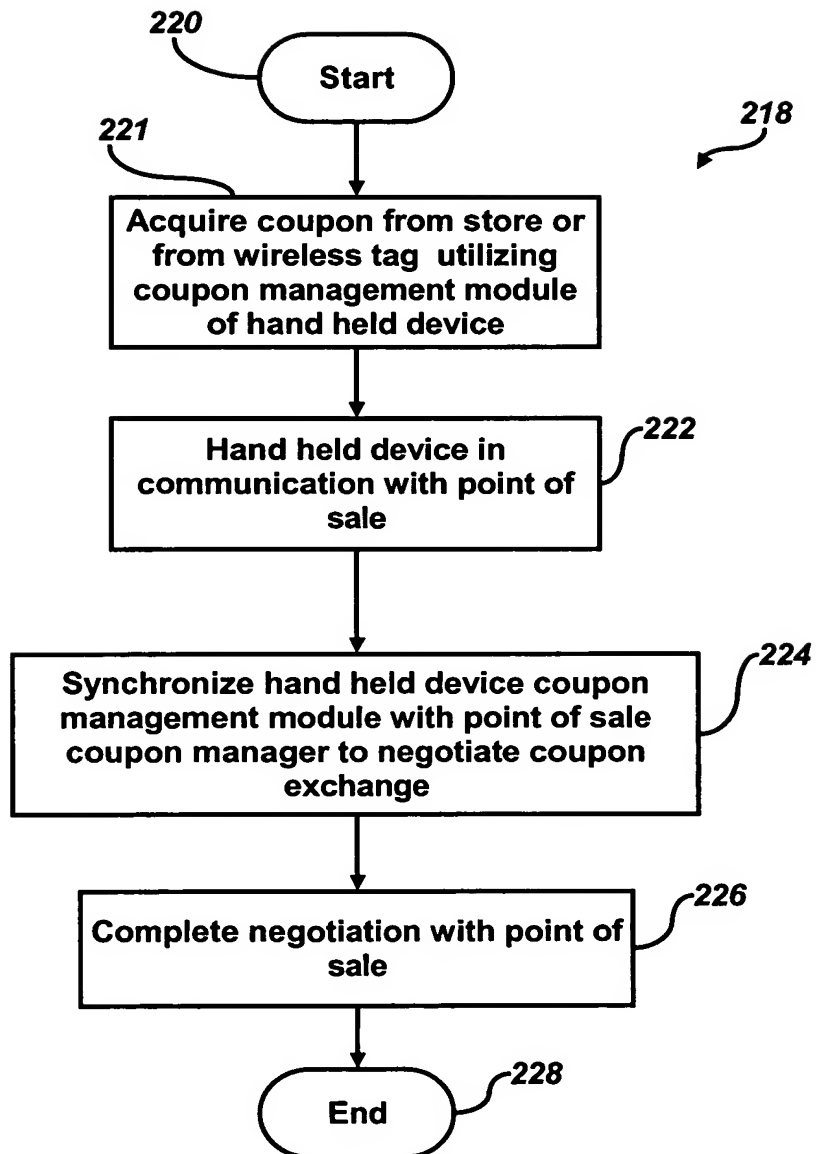 220
Start
218
221
Acquire coupon from store or
from wireless tag utilizing
coupon management module
of hand held device
Hand held device in
communication with point of
sale
222
Synchronize hand held device coupon
management module with point of sale
coupon manager to negotiate coupon
exchange
224
Complete negotiation with point of
sale
226
End
228